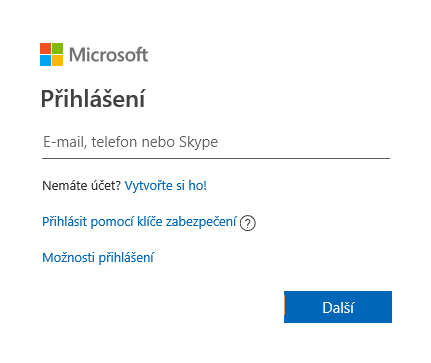 Microsoft
Přihlášení
E-mail, telefon nebo Skype
Nemáte účet? Vytvořte si ho!
Přihlásit pomocí klíče zabezpečení ?
Možnosti přihlášení
Další